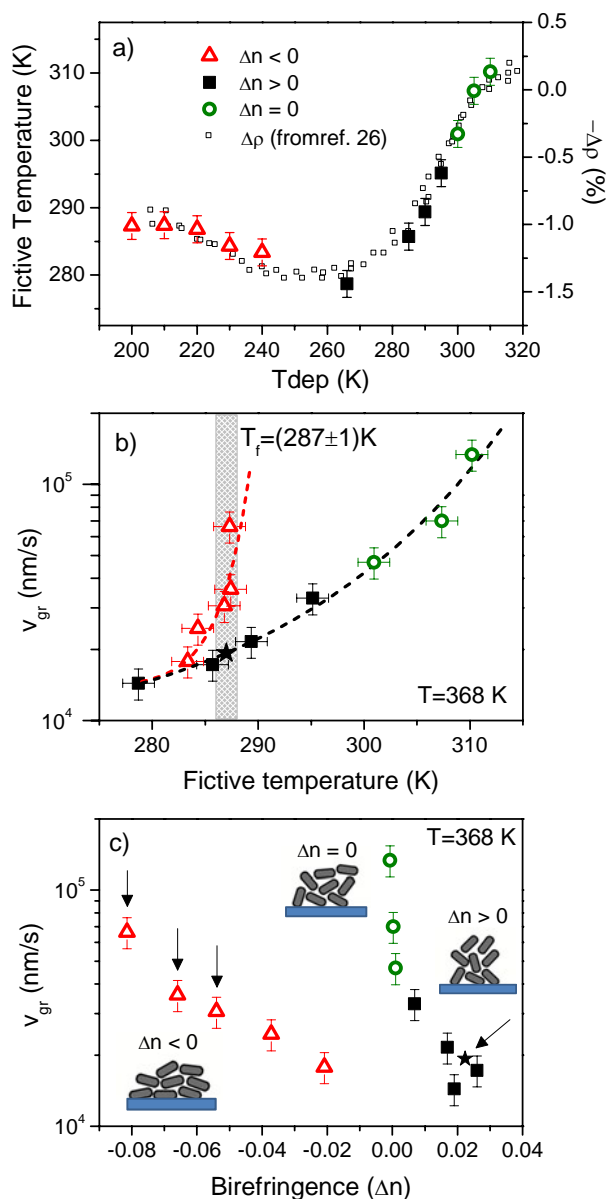 a)
Δn < 0
Δn > 0
Δn = 0
Δρ (fromref. 26)
Fictive Temperature (K)
310
300
290
280
0.5
0.0
-0.5
-1.0
-1.5
−Δρ (%)
200 220 240 260 280 300 320
Tdep (K)
b)
T_f=(287±1)K
v_gr (nm/s)
10^5
10^4
T=368 K
280 290 300 310
Fictive temperature (K)
c)
Δn = 0
T=368 K
Δn > 0
v_gr (nm/s)
10^5
10^4
Δn < 0
-0.08 -0.06 -0.04 -0.02 0.00 0.02 0.04
Birefringence (Δn)